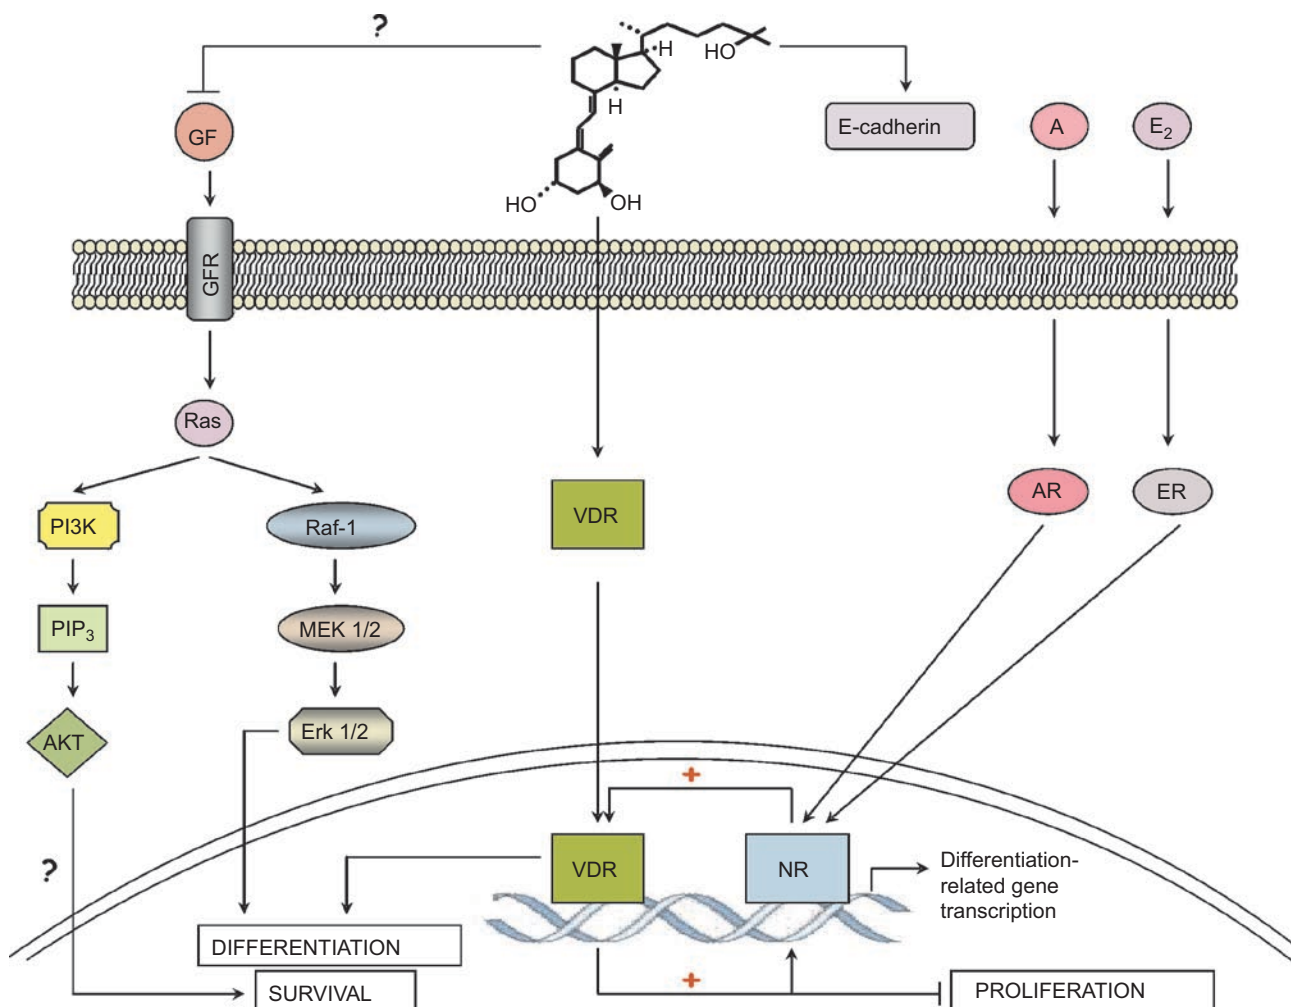 ?
HO
H
H
GF
E-cadherin
A
E2
HO
OH
GFR
Ras
PI3K
Raf-1
VDR
AR
ER
PIP3
MEK 1/2
AKT
Erk 1/2
+
?
VDR
NR
Differentiation-
related gene
transcription
DIFFERENTIATION
+
SURVIVAL
PROLIFERATION